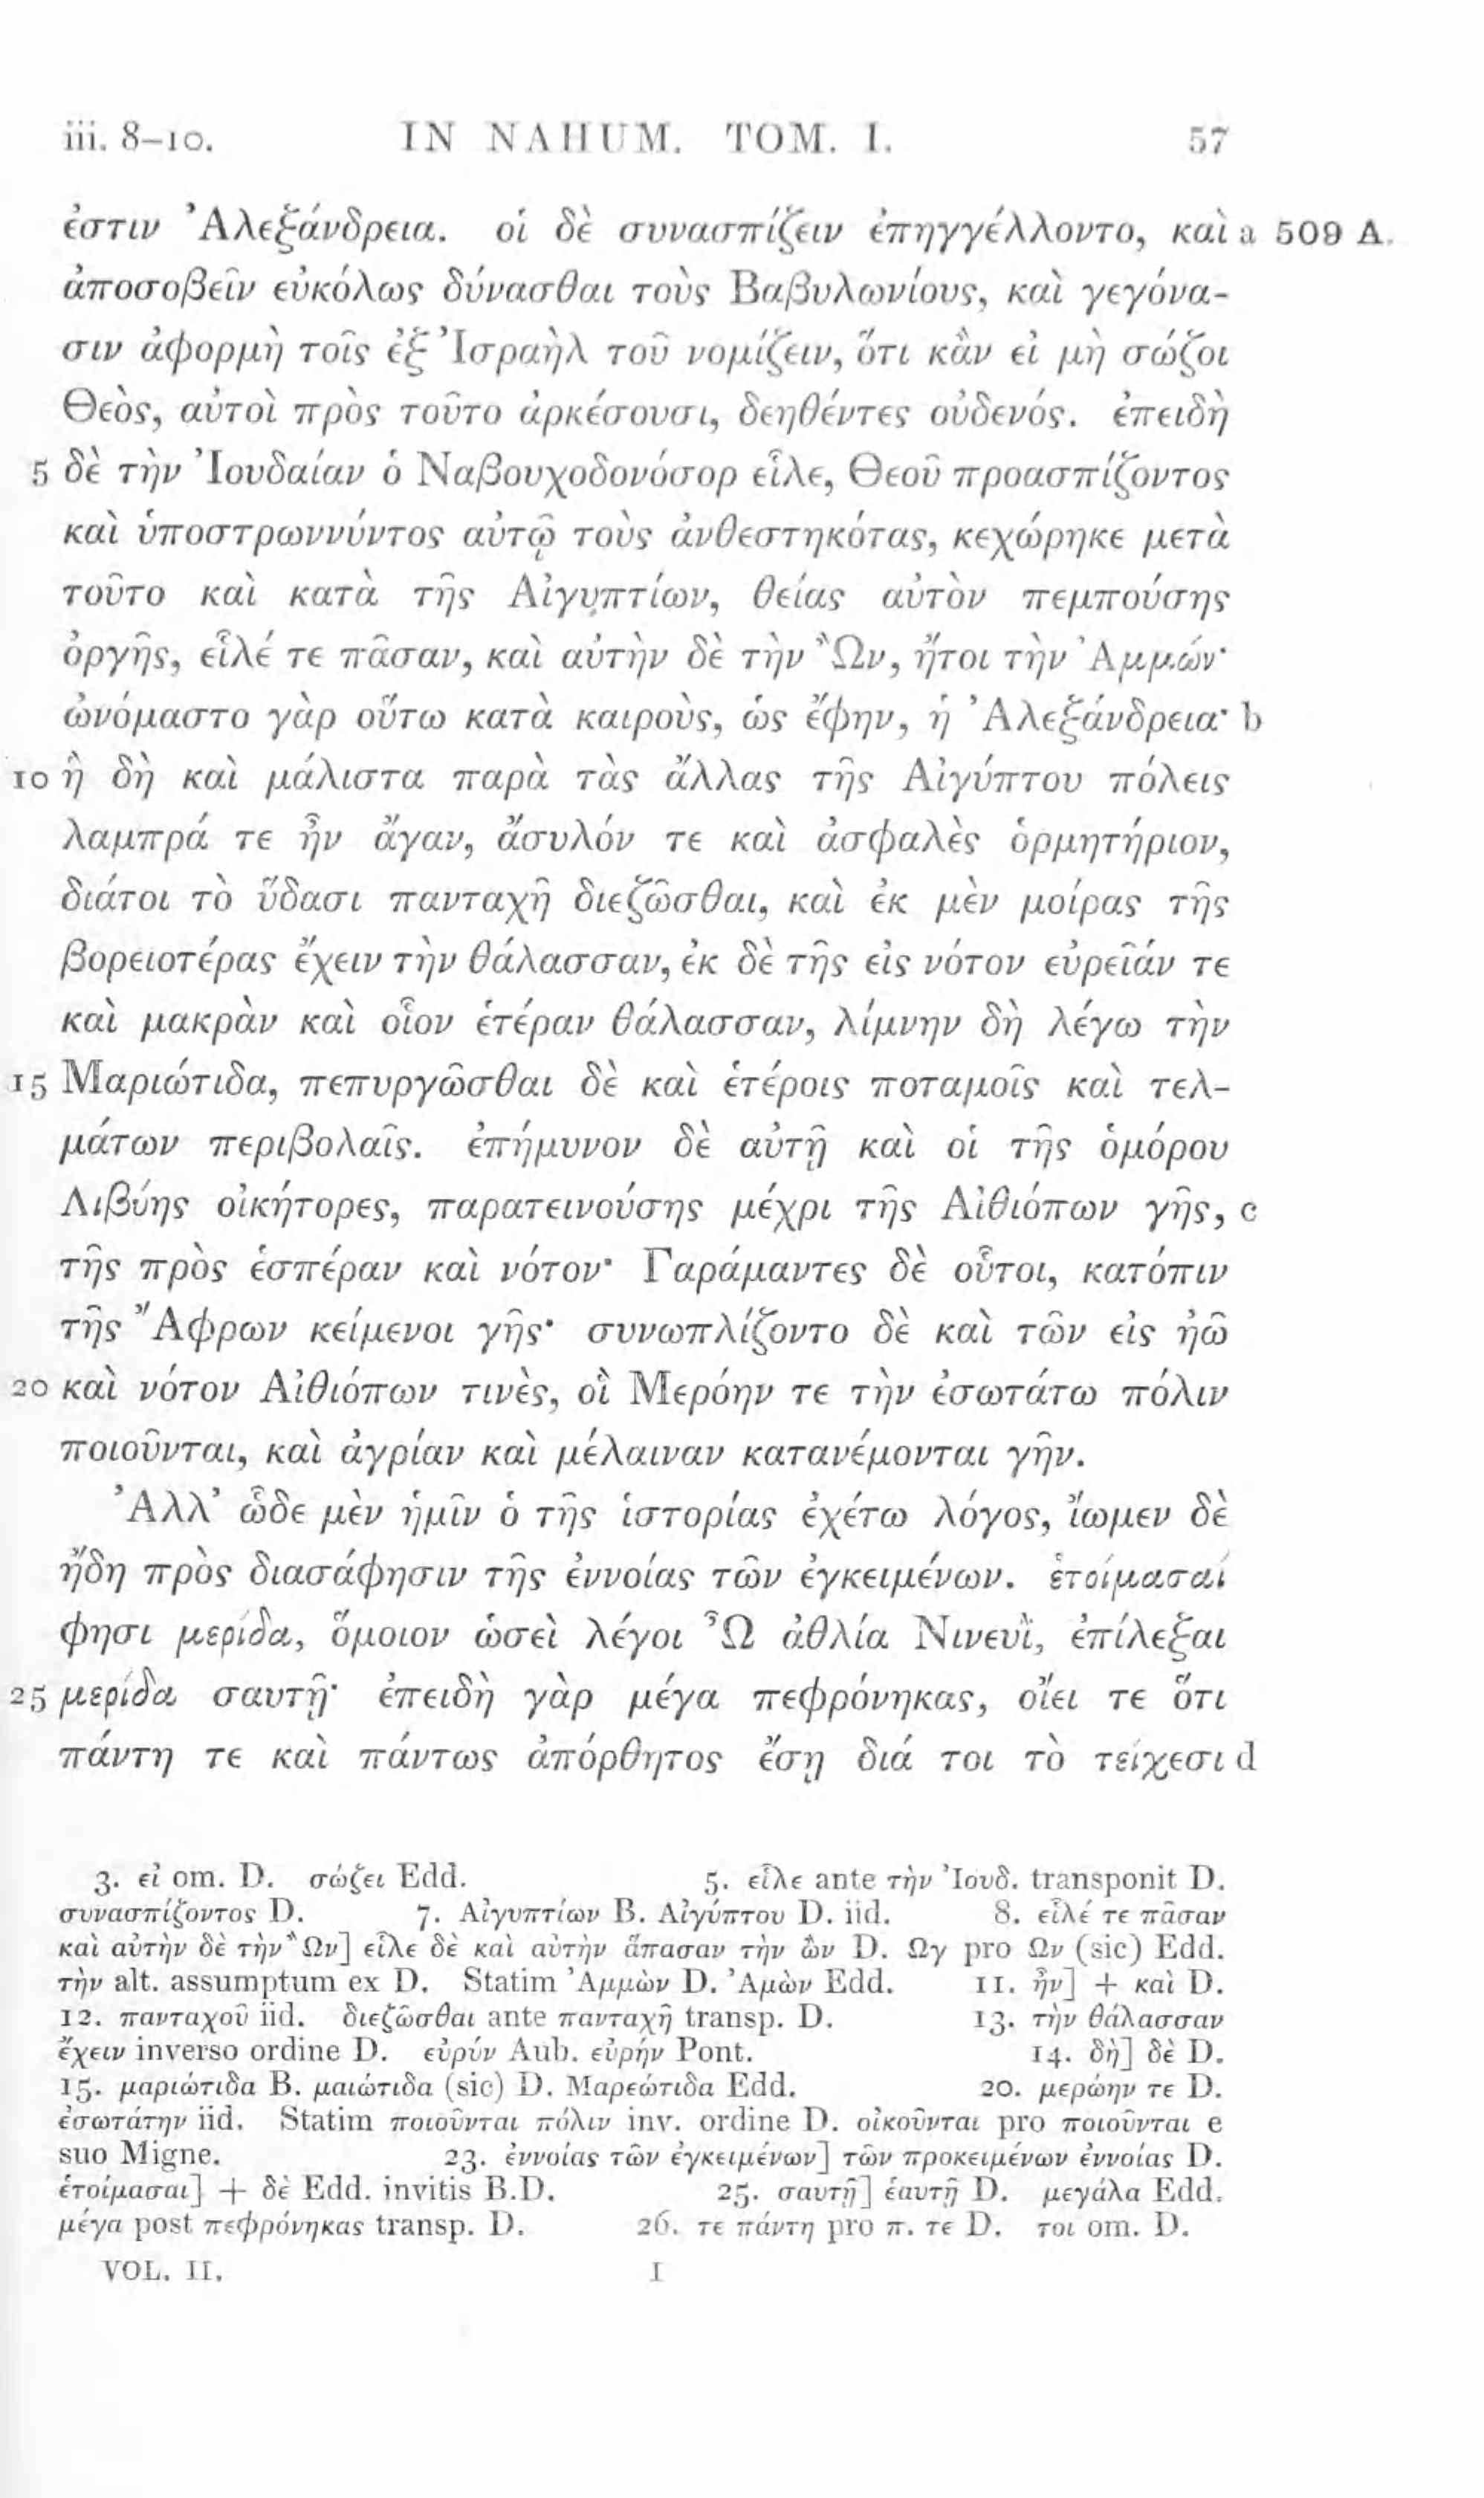 iii. 8–10. IN NAHUM. TOM. I. 57
ἐστιν Ἀλεξάνδρεια. οἱ δὲ συνασπίζειν ἐπηγγέλλοντο, καὶ a 509 A.
ἀποσοβεῖν εὐκόλως δύνασθαι τοὺς Βαβυλωνίους, καὶ γεγόνα-
σιν ἀφορμὴ τοῖς ἐξ Ἰσραὴλ τοῦ νομίζειν, ὅτι κἂν εἰ μὴ σώζοι
Θεὸς, αὐτοὶ πρὸς τοῦτο ἀρκέσουσι, δεηθέντες οὐδενός. ἐπειδὴ
5 δὲ τὴν Ἰουδαίαν ὁ Ναβουχοδονόσορ εἷλε, Θεοῦ προασπίζοντος
καὶ ὑποστρωννύντος αὐτῷ τοὺς ἀνθεστηκότας, κεχώρηκε μετὰ
τοῦτο καὶ κατὰ τῆς Αἰγυπτίων, θείας αὐτὸν πεμπούσης
ὀργῆς, εἷλέ τε πᾶσαν, καὶ αὐτὴν δὲ τὴν Ὢν, ἤτοι τὴν Ἀμμών·
ὠνόμαστο γὰρ οὕτω κατὰ καιροὺς, ὡς ἔφην, ἡ Ἀλεξάνδρεια· b
10 ἣ δὴ καὶ μάλιστα παρὰ τὰς ἄλλας τῆς Αἰγύπτου πόλεις
λαμπρά τε ἦν ἄγαν, ἄσυλόν τε καὶ ἀσφαλὲς ὁρμητήριον,
διάτοι τὸ ὕδασι πανταχῆ διεζῶσθαι, καὶ ἐκ μὲν μοίρας τῆς
βορειοτέρας ἔχειν τὴν θάλασσαν, ἐκ δὲ τῆς εἰς νότον εὐρεῖάν τε
καὶ μακρὰν καὶ οἷον ἑτέραν θάλασσαν, λίμνην δὴ λέγω τὴν
15 Μαριώτιδα, πεπυργῶσθαι δὲ καὶ ἑτέροις ποταμοῖς καὶ τελ-
μάτων περιβολαῖς. ἐπήμυνον δὲ αὐτῇ καὶ οἱ τῆς ὁμόρου
Λιβύης οἰκήτορες, παρατεινούσης μέχρι τῆς Αἰθιόπων γῆς, c
τῆς πρὸς ἑσπέραν καὶ νότον· Γαράμαντες δὲ οὗτοι, κατόπιν
τῆς Ἄφρων κείμενοι γῆς· συνωπλίζοντο δὲ καὶ τῶν εἰς ἠῶ
20 καὶ νότον Αἰθιόπων τινὲς, οἳ Μερόην τε τὴν ἐσωτάτω πόλιν
ποιοῦνται, καὶ ἀγρίαν καὶ μέλαιναν κατανέμονται γῆν.
Ἀλλ’ ὧδε μὲν ἡμῖν ὁ τῆς ἱστορίας ἐχέτω λόγος, ἴωμεν δὲ
ἤδη πρὸς διασάφησιν τῆς ἐννοίας τῶν ἐγκειμένων. ἑτοίμασαί
φησι μερίδα, ὅμοιον ὡσεὶ λέγοι Ὦ ἀθλία Νινευῒ, ἐπίλεξαι
25 μερίδα σαυτῇ· ἐπειδὴ γὰρ μέγα πεφρόνηκας, οἴει τε ὅτι
πάντη τε καὶ πάντως ἀπόρθητος ἔσῃ διά τοι τὸ τείχεσι d
3. εἰ om. D. σώζει Edd. 5. εἷλε ante τὴν Ἰουδ. transponit D.
συνασπίζοντος D. 7. Αἰγυπτίων B. Αἰγύπτου D. iid. 8. εἷλέ τε πᾶσαν
καὶ αὐτὴν δὲ τὴν Ὢν] εἷλε δὲ καὶ αὐτὴν ἅπασαν τὴν ὢν D. Ωγ pro Ων (sic) Edd.
τὴν alt. assumptum ex D. Statim Ἀμμὼν D. Ἀμὼν Edd. 11. ἦν] + καὶ D.
12. πανταχοῦ iid. διεζῶσθαι ante πανταχῆ transp. D. 13. τὴν θάλασσαν
ἔχειν inverso ordine D. εὐρύν Aub. εὐρήν Pont. 14. δὴ] δὲ D.
15. μαριώτιδα B. μαιώτιδα (sic) D. Μαρεώτιδα Edd. 20. μερώην τε D.
ἐσωτάτην iid. Statim ποιοῦνται πόλιν inv. ordine D. οἰκοῦνται pro ποιοῦνται e
suo Migne. 23. ἐννοίας τῶν ἐγκειμένων] τῶν προκειμένων ἐννοίας D.
ἑτοίμασαι] + δὲ Edd. invitis B.D. 25. σαυτῇ] ἑαυτῇ D. μεγάλα Edd.
μέγα post πεφρόνηκας transp. D. 26. τε πάντη pro π. τε D. τοι om. D.
VOL. II. I